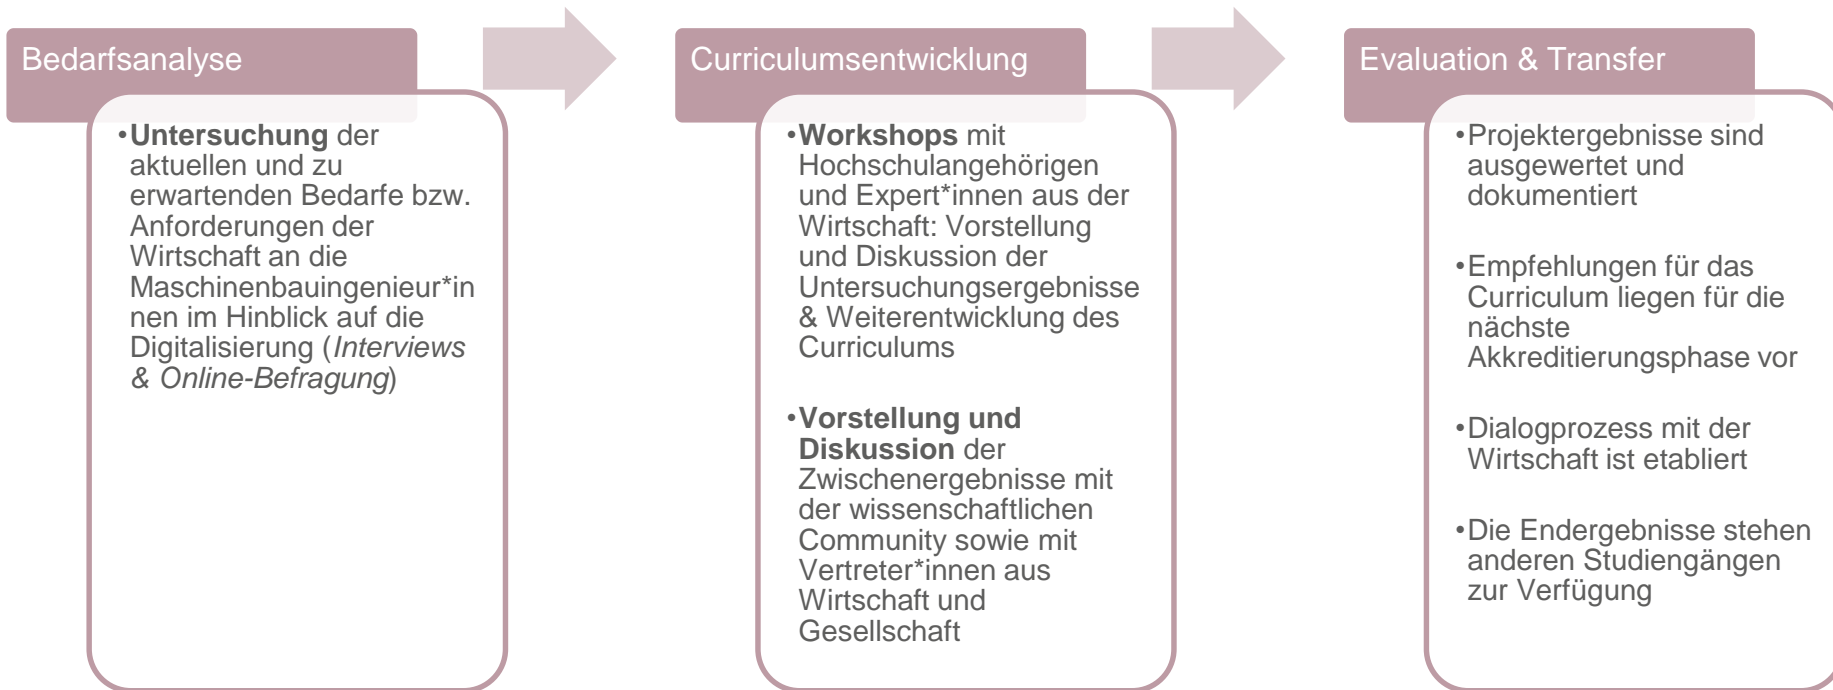 Bedarfsanalyse
•Untersuchung der
aktuellen und zu
erwartenden Bedarfe bzw.
Anforderungen der
Wirtschaft an die
Maschinenbauingenieur*in
nen im Hinblick auf die
Digitalisierung (Interviews
& Online-Befragung)
Curriculumsentwicklung
•Workshops mit
Hochschulangehörigen
und Expert*innen aus der
Wirtschaft: Vorstellung
und Diskussion der
Untersuchungsergebnisse
& Weiterentwicklung des
Curriculums
•Vorstellung und
Diskussion der
Zwischenergebnisse mit
der wissenschaftlichen
Community sowie mit
Vertreter*innen aus
Wirtschaft und
Gesellschaft
Evaluation & Transfer
•Projektergebnisse sind
ausgewertet und
dokumentiert
•Empfehlungen für das
Curriculum liegen für die
nächste
Akkreditierungsphase vor
•Dialogprozess mit der
Wirtschaft ist etabliert
•Die Endergebnisse stehen
anderen Studiengängen
zur Verfügung